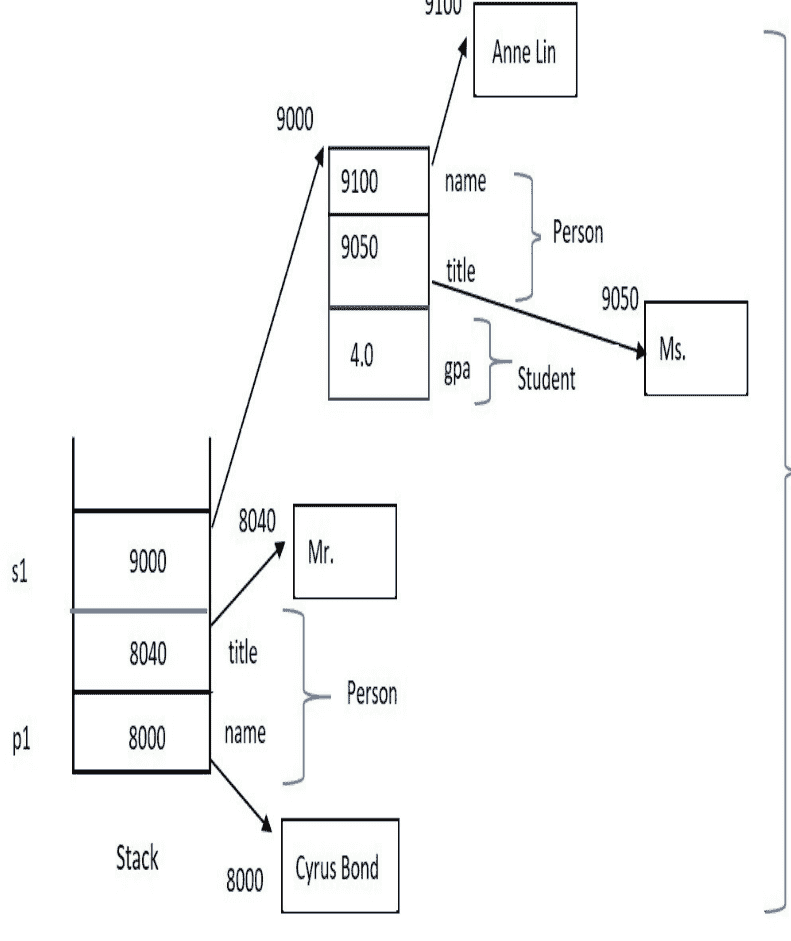 9100
Anne Lin
9000
9100
name
Person
9050
title
9050
Ms.
4.0
gpa
Student
8040
Mr.
s1
9000
8040
title
Person
p1
8000
name
Stack
8000
Cyrus Bond